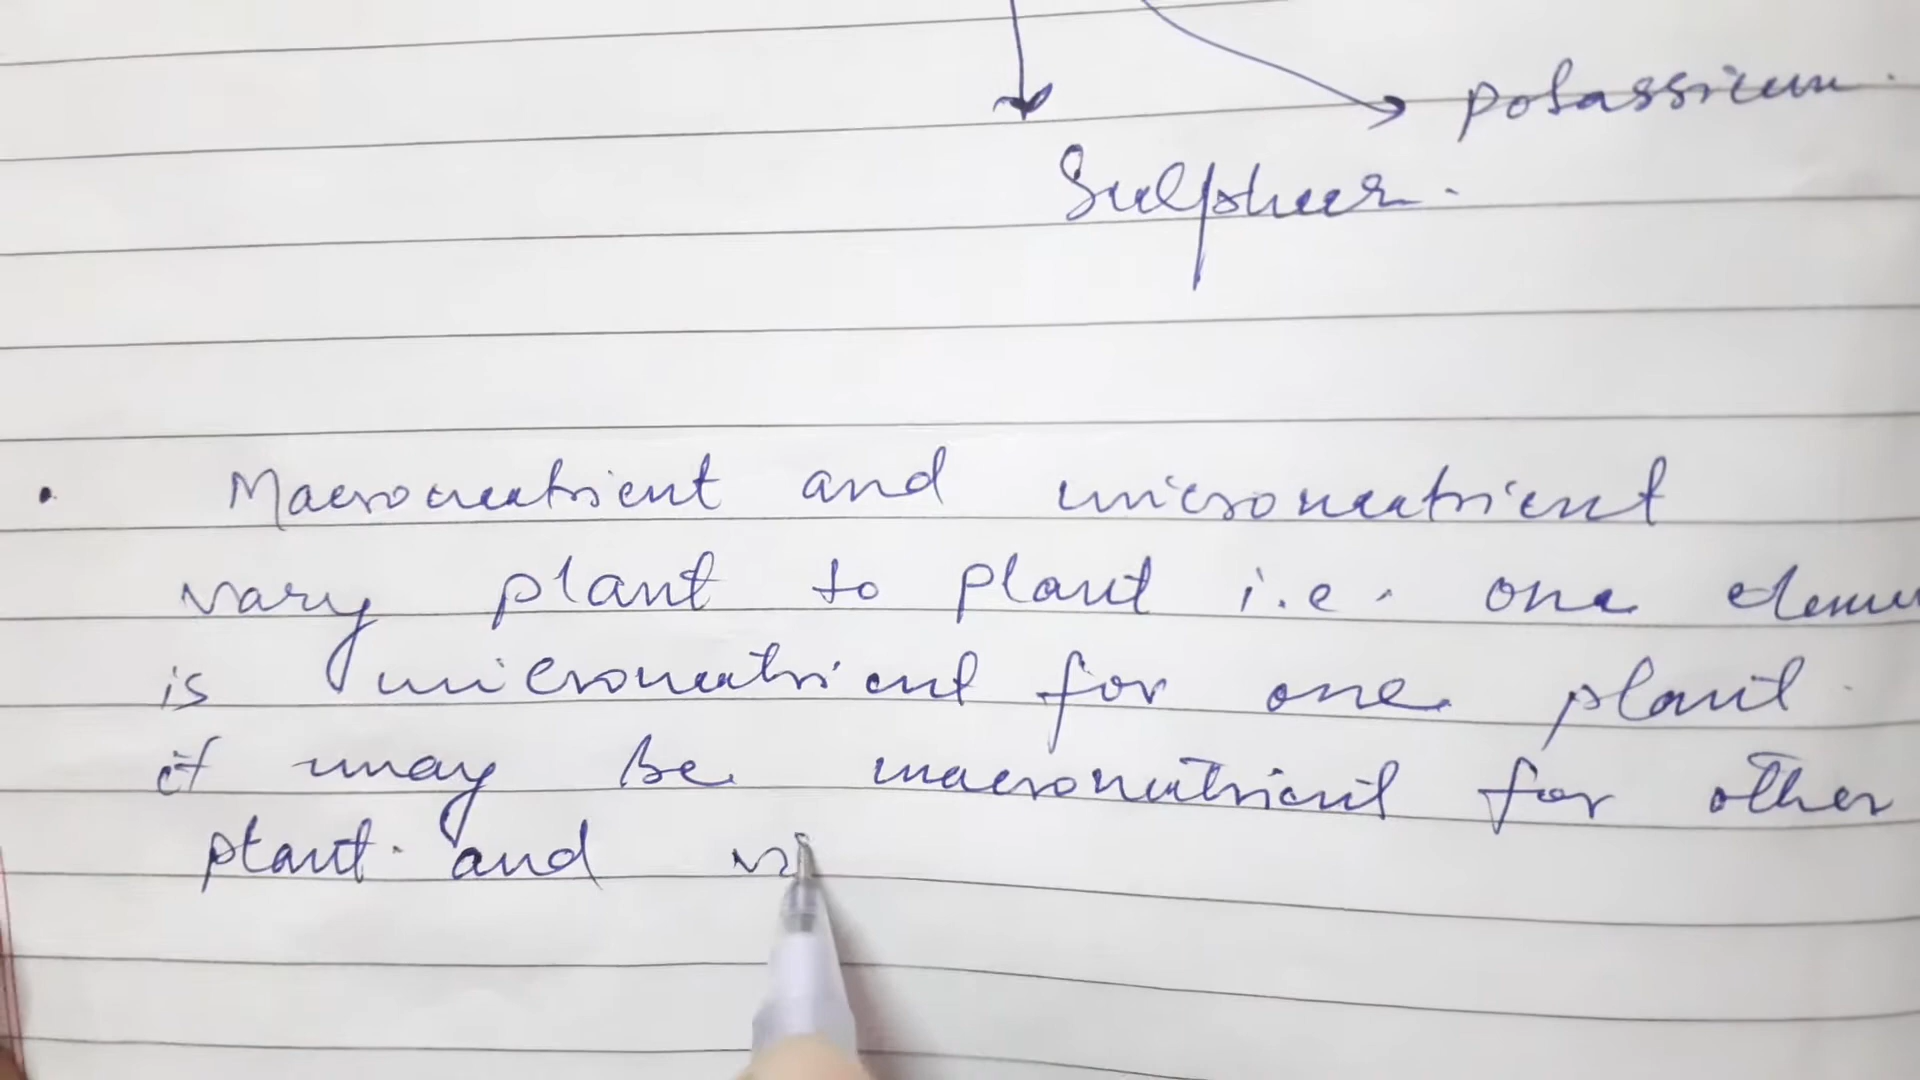 potassium.
Sulphur.
• Macronutrient and micronutrient
vary plant to plant i.e. one
is micronutrient for one plant.
it may be macronutrient for other
plant. and